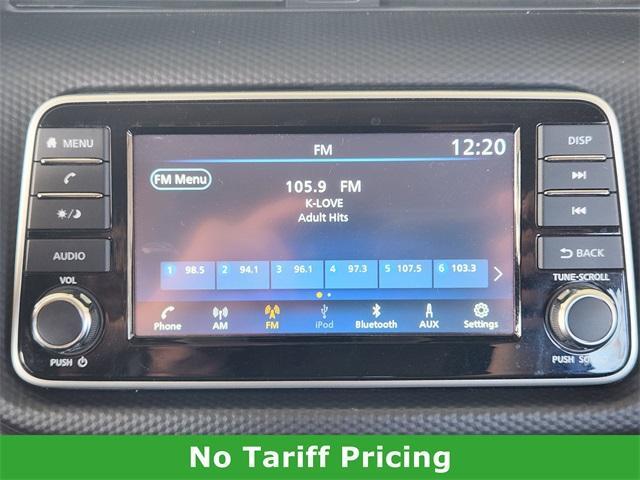 MENU
AUDIO
VOL
PUSH
FM
12:20
FM Menu
105.9 FM
K-LOVE
Adult Hits
1 98.5 2 94.1 3 96.1 4 97.3 5 107.5 6 103.3
Phone AM FM iPod Bluetooth AUX Settings
DISP
BACK
TUNE•SCROLL
PUSH
No Tariff Pricing